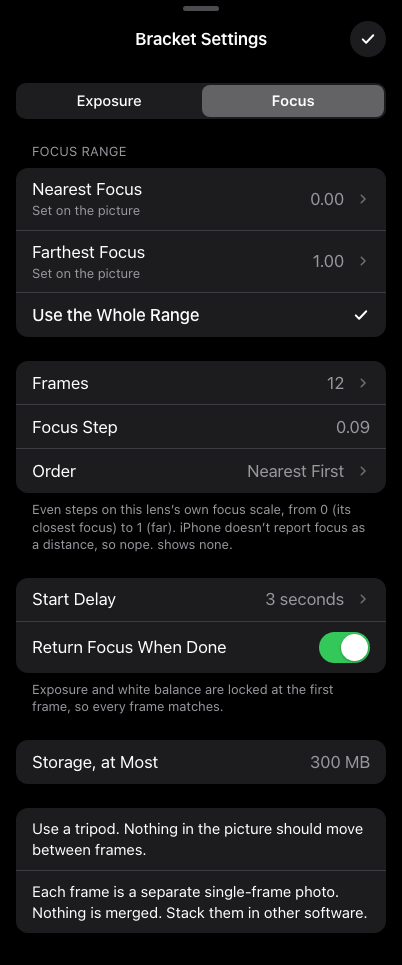 Bracket Settings
Exposure
Focus
FOCUS RANGE
Nearest Focus
Set on the picture
0.00
Farthest Focus
Set on the picture
1.00
Use the Whole Range
Frames
12
Focus Step
0.09
Order
Nearest First
Even steps on this lens’s own focus scale, from 0 (its
closest focus) to 1 (far). iPhone doesn’t report focus as
a distance, so nope. shows none.
Start Delay
3 seconds
Return Focus When Done
Exposure and white balance are locked at the first
frame, so every frame matches.
Storage, at Most
300 MB
Use a tripod. Nothing in the picture should move
between frames.
Each frame is a separate single-frame photo.
Nothing is merged. Stack them in other software.